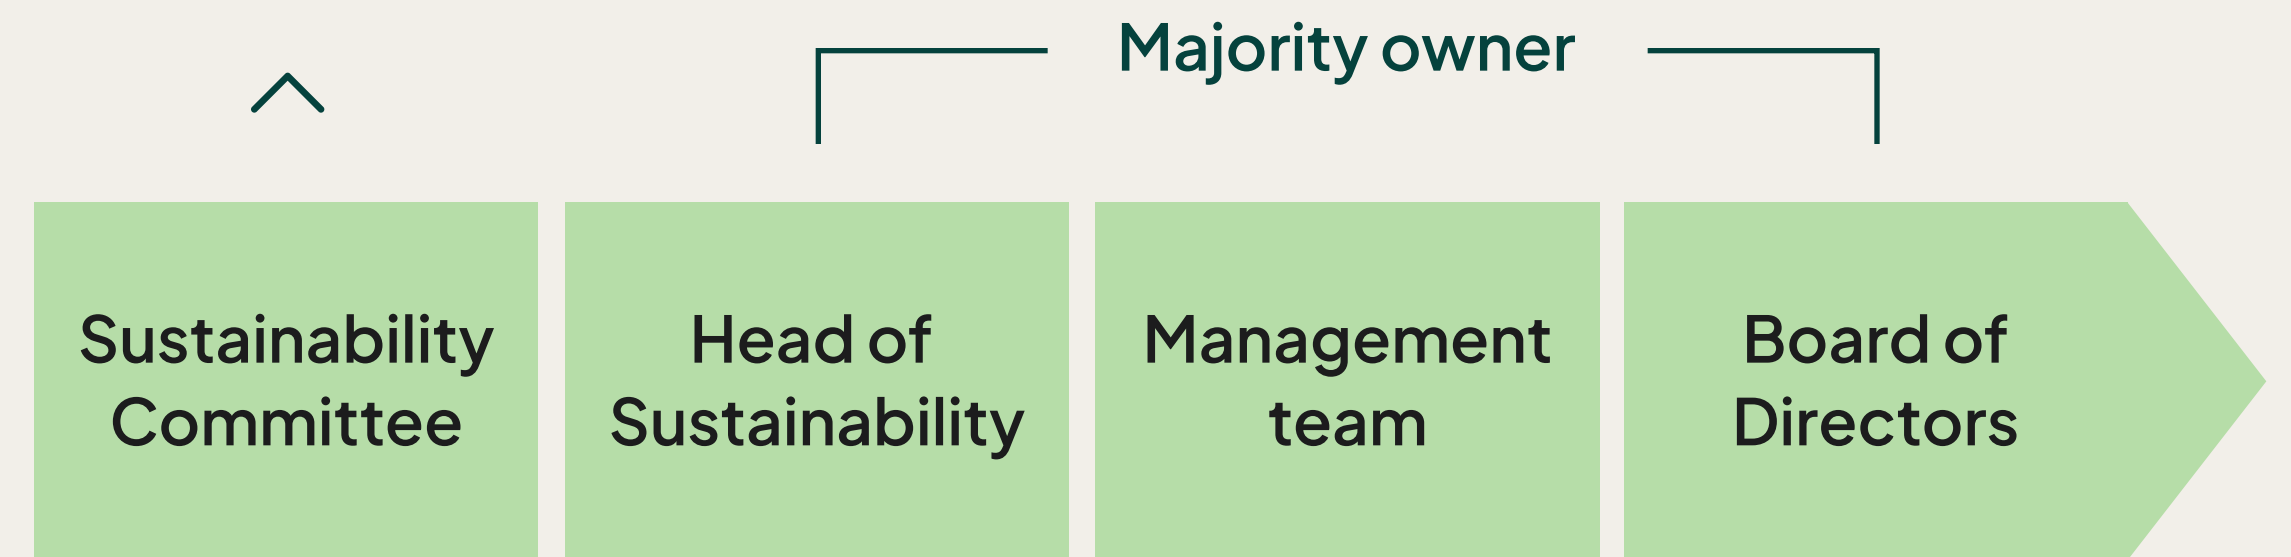 Majority owner
Sustainability
Committee
Head of
Sustainability
Management
team
Board of
Directors